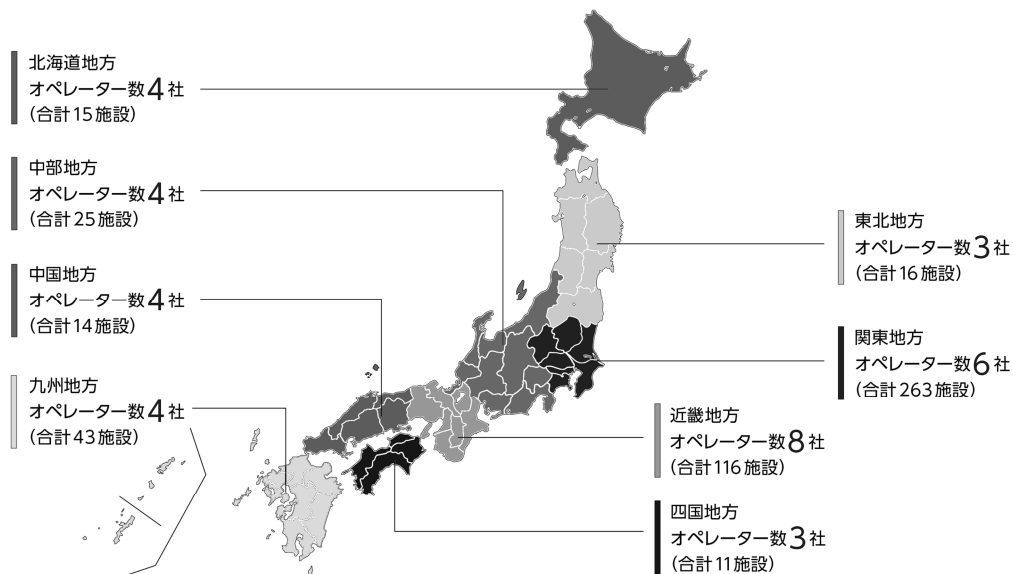 北海道地方
オペレーター数4社
(合計15施設)
中部地方
オペレーター数4社
(合計25施設)
中国地方
オペレーター数4社
(合計14施設)
九州地方
オペレーター数4社
(合計43施設)
東北地方
オペレーター数3社
(合計16施設)
関東地方
オペレーター数6社
(合計263施設)
近畿地方
オペレーター数8社
(合計116施設)
四国地方
オペレーター数3社
(合計11施設)